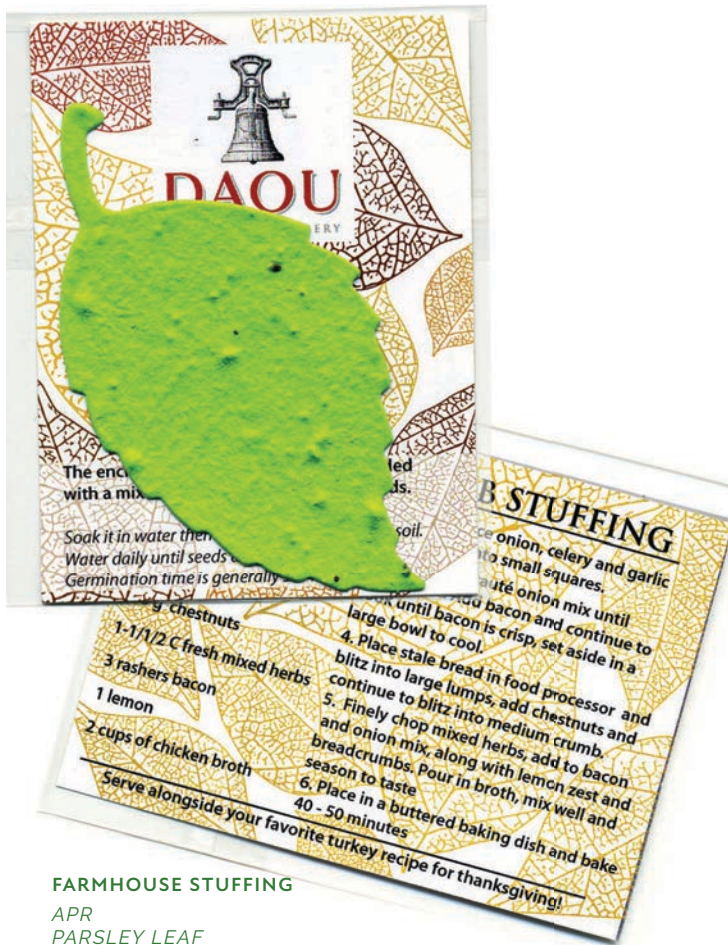 DAOU
ERY
The enc led
with a mix ds.
Soak it in water then soil.
Water daily until seeds
Germination time is generally
B STUFFING
ce onion, celery and garlic
to small squares.
auté onion mix until
dd bacon and continue to
until bacon is crisp, set aside in a
large bowl to cool.
4. Place stale bread in food processor and
blitz into large lumps, add chestnuts and
continue to blitz into medium crumb.
5. Finely chop mixed herbs, add to bacon
and onion mix, along with lemon zest and
breadcrumbs. Pour in broth, mix well and
season to taste
6. Place in a buttered baking dish and bake
40 - 50 minutes
chestnuts
1-1/1/2 C fresh mixed herbs
3 rashers bacon
1 lemon
2 cups of chicken broth
Serve alongside your favorite turkey recipe for thanksgiving!
FARMHOUSE STUFFING
APR
PARSLEY LEAF